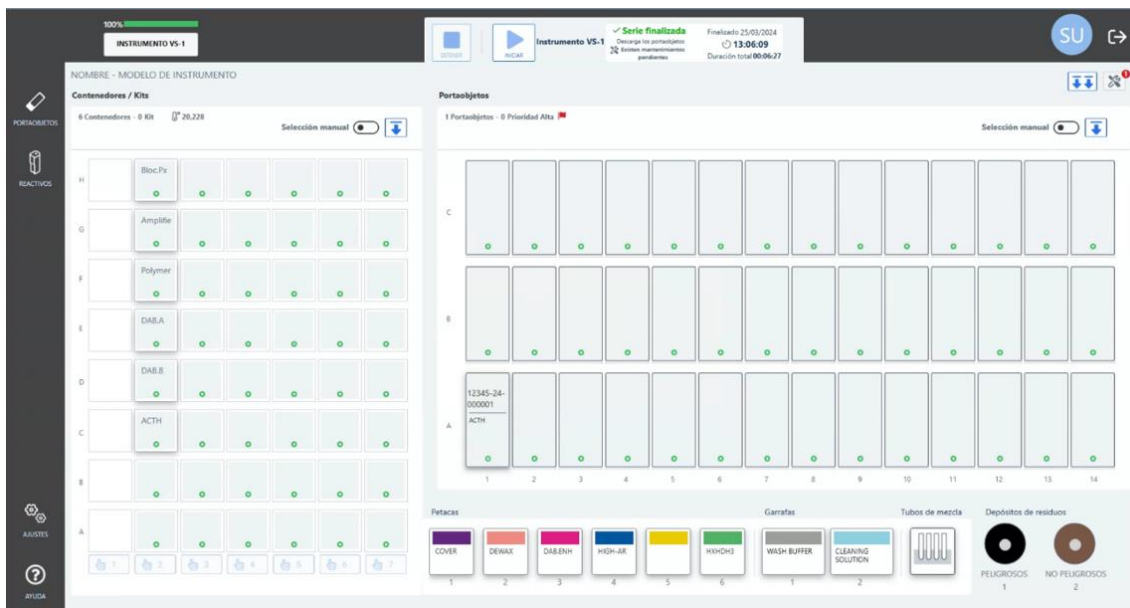 100%
INSTRUMENTO VS-1
DETENER
INICIAR
Instrumento VS-1
Serie finalizada
Descarga los portaobjetos
Existen mantenimientos
pendientes
Finalizado 25/03/2024
13:06:09
Duración total 00:06:27
SU
NOMBRE - MODELO DE INSTRUMENTO
PORTAOBJETOS
REACTIVOS
AJUSTES
AYUDA
Contenedores / Kits
6 Contenedores - 0 Kit
20,228
Selección manual
H
Bloc.Px
G
Amplifie
F
Polymer
E
DAB.A
D
DAB.B
C
ACTH
B
A
1 2 3 4 5 6 7
Portaobjetos
1 Portaobjetos - 0 Prioridad Alta
Selección manual
C
B
A
12345-24-
000001
ACTH
1 2 3 4 5 6 7 8 9 10 11 12 13 14
Petacas
COVER
DEWAX
DAB.ENH
HIGH-AR
HXHDH3
1 2 3 4 5 6
Garrafas
WASH BUFFER
CLEANING
SOLUTION
1 2
Tubos de mezcla
Depósitos de residuos
PELIGROSOS
1
NO PELIGROSOS
2